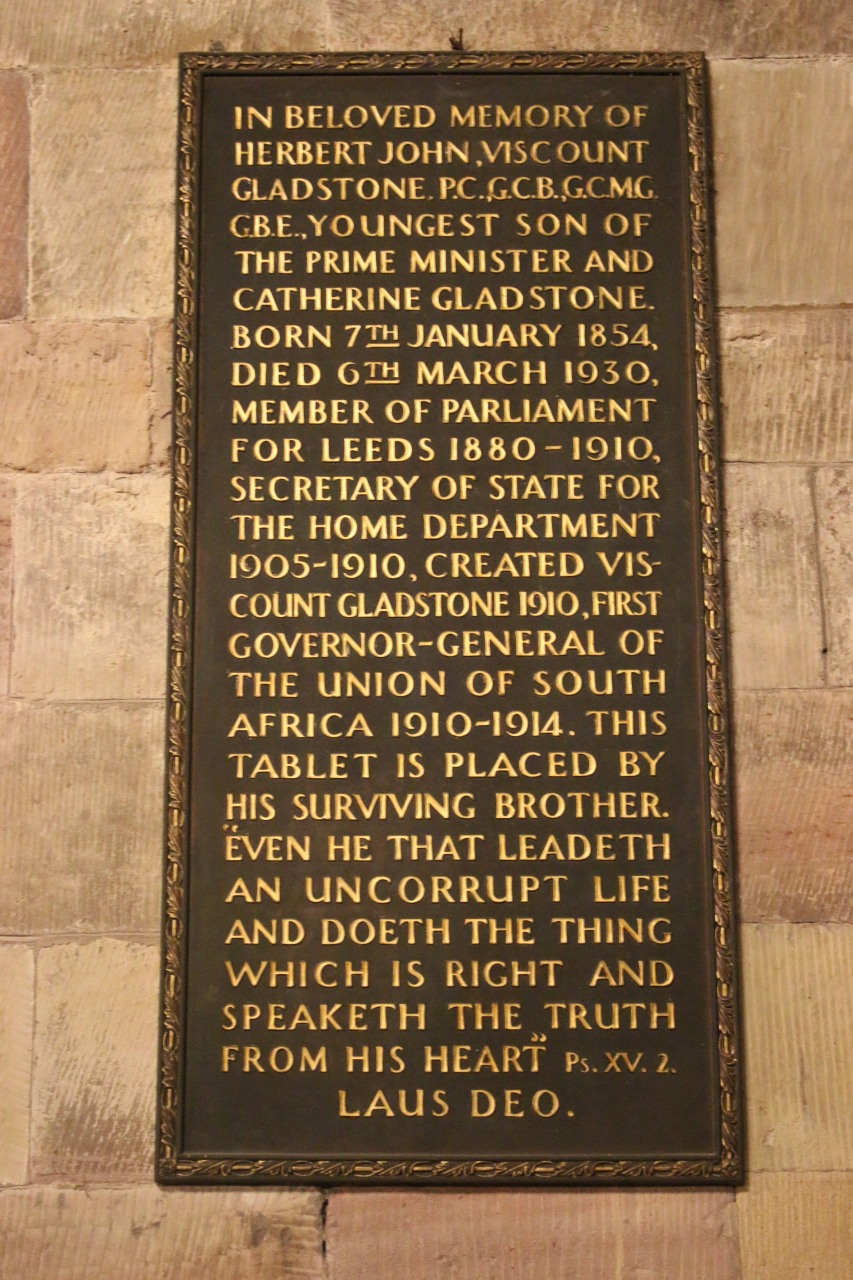 IN BELOVED MEMORY OF
HERBERT JOHN, VISCOUNT
GLADSTONE. P.C., G.C.B., G.C.M.G.
G.B.E., YOUNGEST SON OF
THE PRIME MINISTER AND
CATHERINE GLADSTONE.
BORN 7TH JANUARY 1854,
DIED 6TH MARCH 1930,
MEMBER OF PARLIAMENT
FOR LEEDS 1880-1910,
SECRETARY OF STATE FOR
THE HOME DEPARTMENT
1905-1910, CREATED VIS-
COUNT GLADSTONE 1910, FIRST
GOVERNOR-GENERAL OF
THE UNION OF SOUTH
AFRICA 1910-1914. THIS
TABLET IS PLACED BY
HIS SURVIVING BROTHER.
"EVEN HE THAT LEADETH
AN UNCORRUPT LIFE
AND DOETH THE THING
WHICH IS RIGHT AND
SPEAKETH THE TRUTH
FROM HIS HEART" Ps. XV. 2.
LAUS DEO.